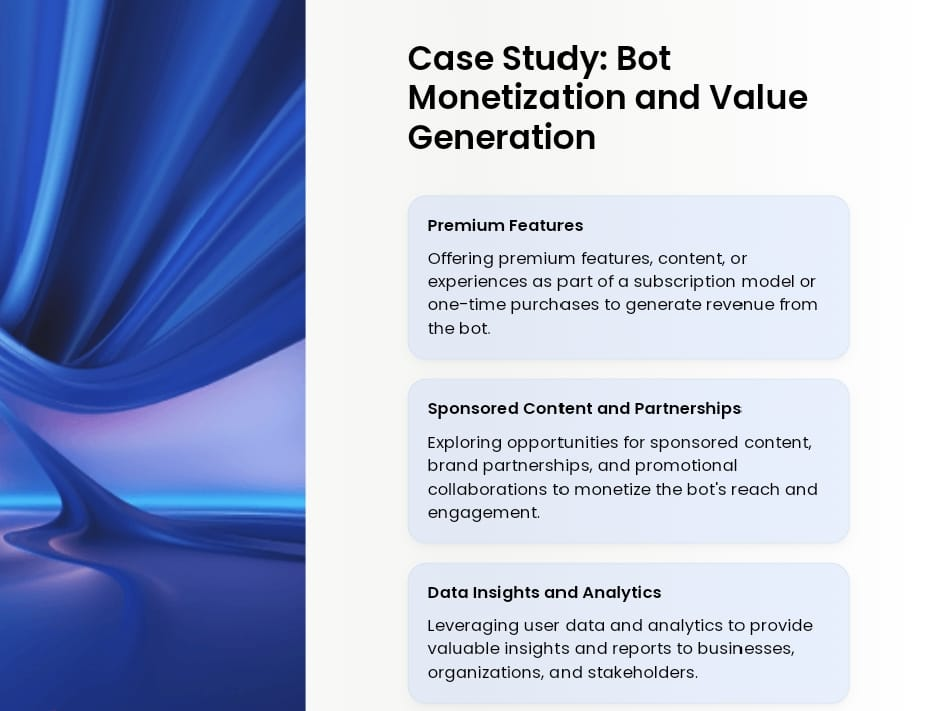 Case Study: Bot
Monetization and Value
Generation
Premium Features
Offering premium features, content, or
experiences as part of a subscription model or
one-time purchases to generate revenue from
the bot.
Sponsored Content and Partnerships
Exploring opportunities for sponsored content,
brand partnerships, and promotional
collaborations to monetize the bot's reach and
engagement.
Data Insights and Analytics
Leveraging user data and analytics to provide
valuable insights and reports to businesses,
organizations, and stakeholders.